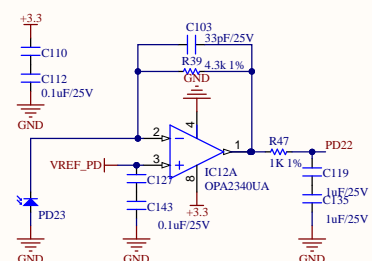 +3.3
C103
33pF/25V
C110
R39
4.3k 1%
GND
C112
0.1uF/25V
4
GND
2
1
R47
PD22
VREF_PD
3
1K 1%
IC12A
C127
OPA2340UA
C119
8
1uF/25V
C135
PD23
C143
+3.3
1uF/25V
0.1uF/25V
GND
GND
GND